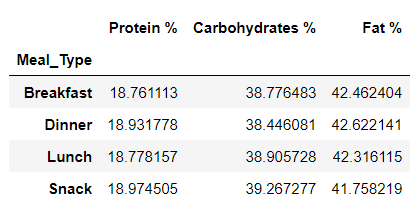 Protein % Carbohydrates % Fat %
Meal_Type
Breakfast 18.761113 38.776483 42.462404
Dinner 18.931778 38.446081 42.622141
Lunch 18.778157 38.905728 42.316115
Snack 18.974505 39.267277 41.758219